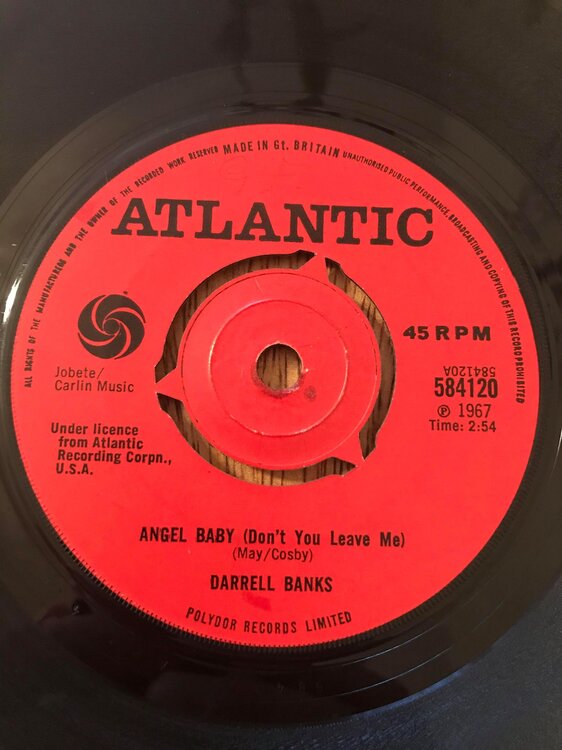 ALL RIGHTS OF THE MANUFACTURERS AND THE OWNER OF THE RECORDED WORK RESERVED MADE IN Gt. BRITAIN UNAUTHORISED PUBLIC PERFORMANCE, BROADCASTING AND COPYING OF THIS RECORD PROHIBITED
ATLANTIC
®
45 RPM
Jobete/
Carlin Music
584120A
584120
℗ 1967
Time: 2:54
Under licence
from Atlantic
Recording Corpn.,
U.S.A.
ANGEL BABY (Don't You Leave Me)
(May/Cosby)
DARRELL BANKS
POLYDOR RECORDS LIMITED